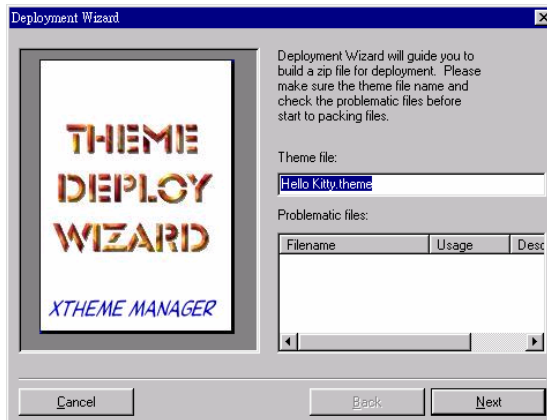 Deployment Wizard
THEME
DEPLOY
WIZARD
XTHEME MANAGER
Deployment Wizard will guide you to
build a zip file for deployment. Please
make sure the theme file name and
check the problematic files before
start to packing files.
Theme file:
Hello Kitty.theme
Problematic files:
Filename Usage Desc
Cancel Back Next